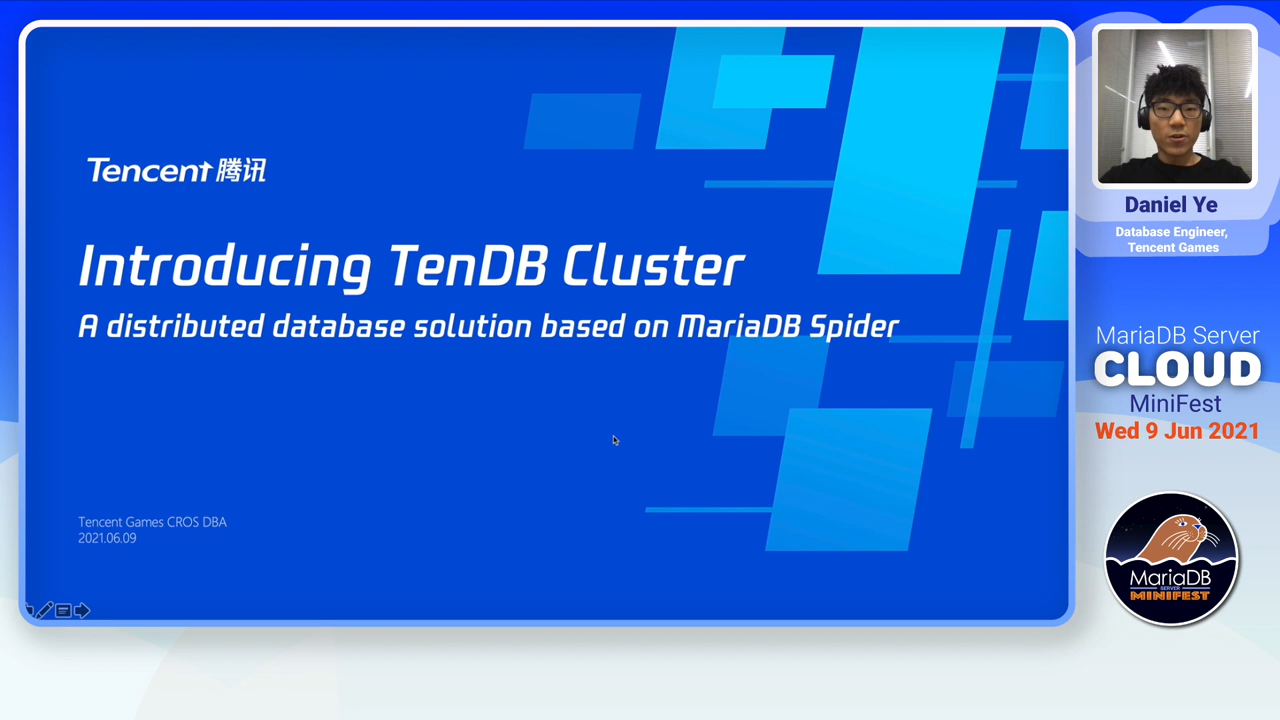 Tencent 腾讯
Introducing TenDB Cluster
A distributed database solution based on MariaDB Spider
Tencent Games CROS DBA
2021.06.09
Daniel Ye
Database Engineer,
Tencent Games
MariaDB Server
CLOUD
MiniFest
Wed 9 Jun 2021
MariaDB
SERVER
MINIFEST